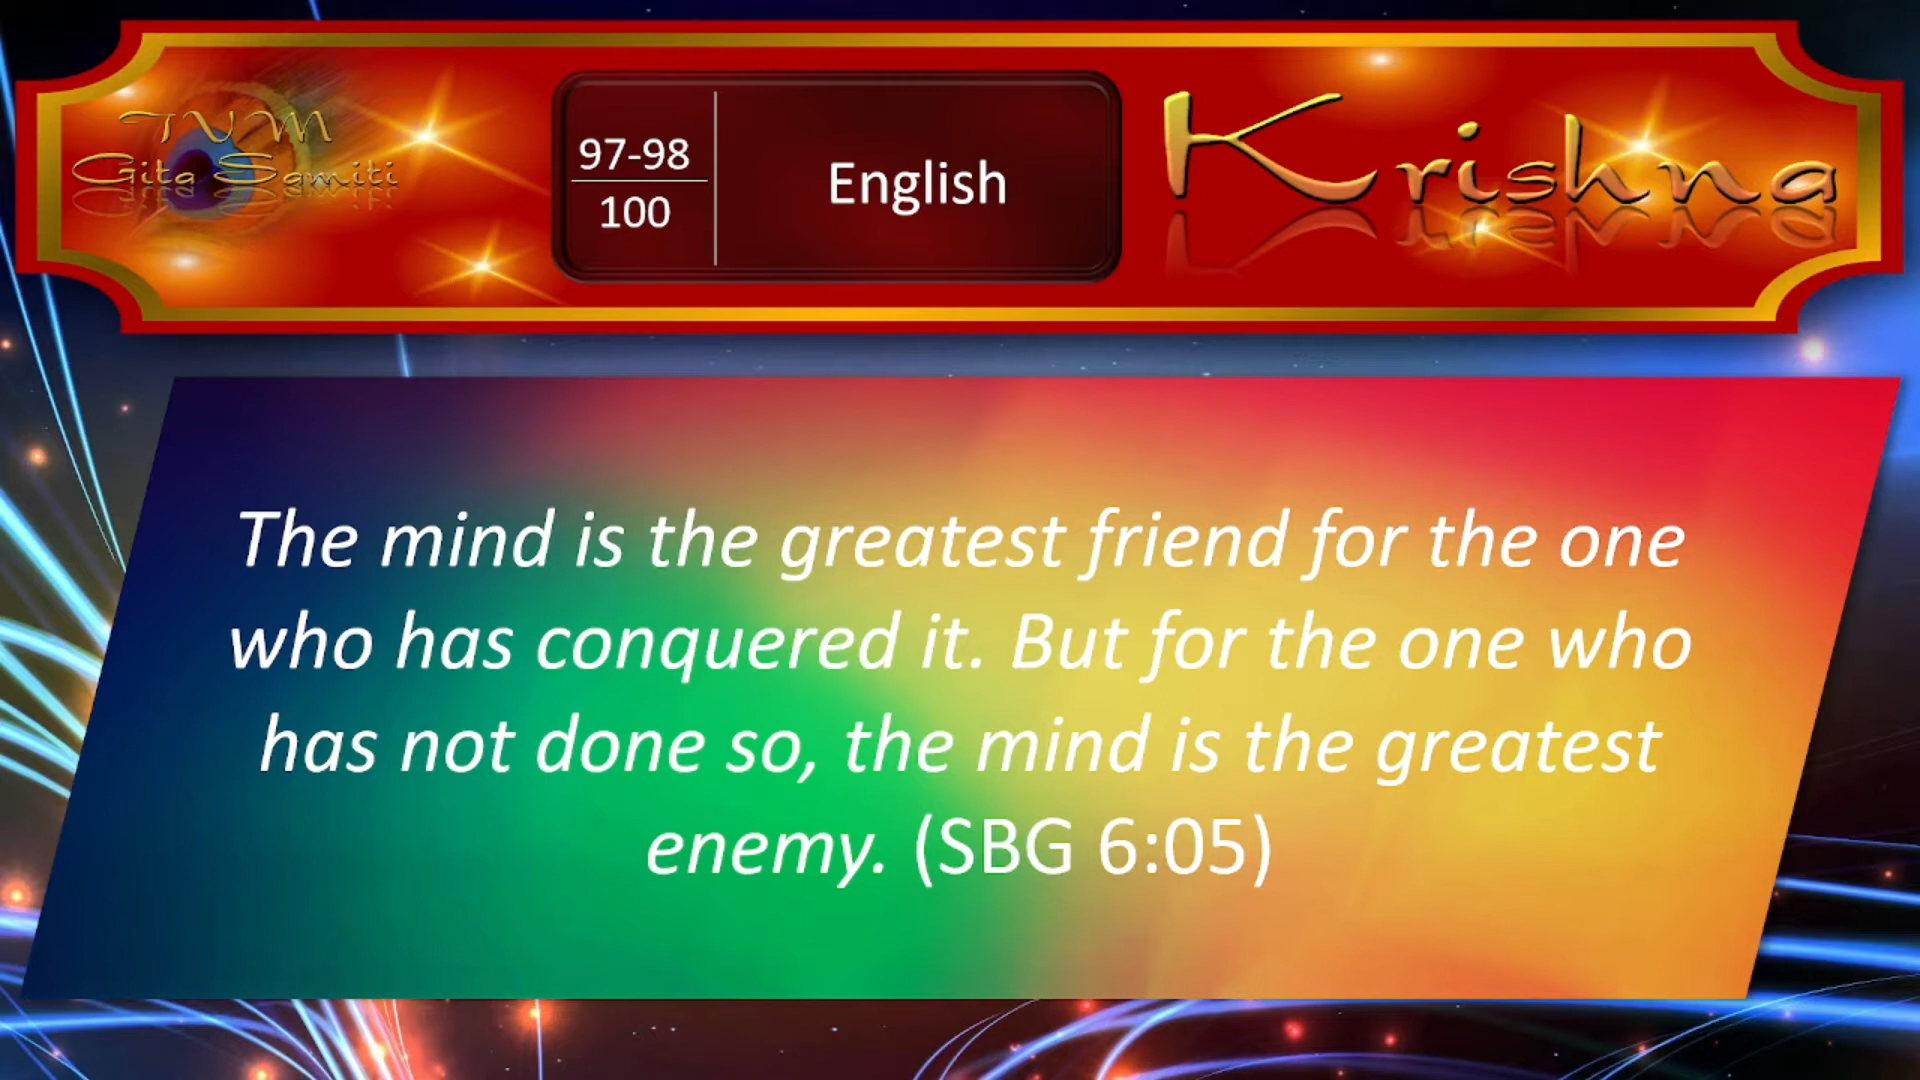 TVM
Gita Samiti
97-98
100
English
Krishna
The mind is the greatest friend for the one
who has conquered it. But for the one who
has not done so, the mind is the greatest
enemy. (SBG 6:05)